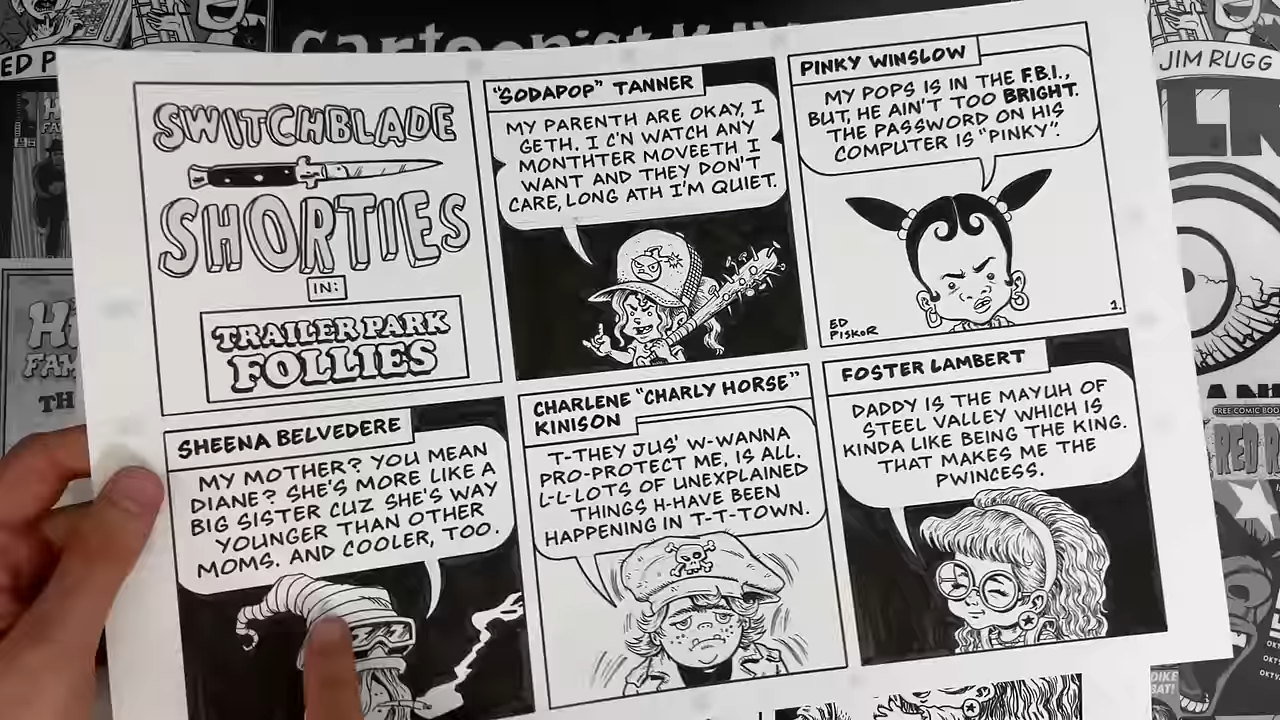 Cartoonist
ED P
JIM RUGG
SWITCHBLADE
SHORTIES
IN:
TRAILER PARK
FOLLIES
"SODAPOP" TANNER
MY PARENTH ARE OKAY, I
GETH. I C'N WATCH ANY
MONTHTER MOVEETH I
WANT AND THEY DON'T
CARE, LONG ATH I'M QUIET.
PINKY WINSLOW
MY POPS IS IN THE F.B.I.,
BUT, HE AIN'T TOO BRIGHT.
THE PASSWORD ON HIS
COMPUTER IS "PINKY".
ED
PISKOR
1.
SHEENA BELVEDERE
MY MOTHER? YOU MEAN
DIANE? SHE'S MORE LIKE A
BIG SISTER CUZ SHE'S WAY
YOUNGER THAN OTHER
MOMS. AND COOLER, TOO.
CHARLENE "CHARLY HORSE"
KINISON
T-THEY JUS' W-WANNA
PRO-PROTECT ME, IS ALL.
L-L-LOTS OF UNEXPLAINED
THINGS H-HAVE BEEN
HAPPENING IN T-T-TOWN.
FOSTER LAMBERT
DADDY IS THE MAYUH OF
STEEL VALLEY WHICH IS
KINDA LIKE BEING THE KING.
THAT MAKES ME THE
PWINCESS.
FREE COMIC BOO
RED R